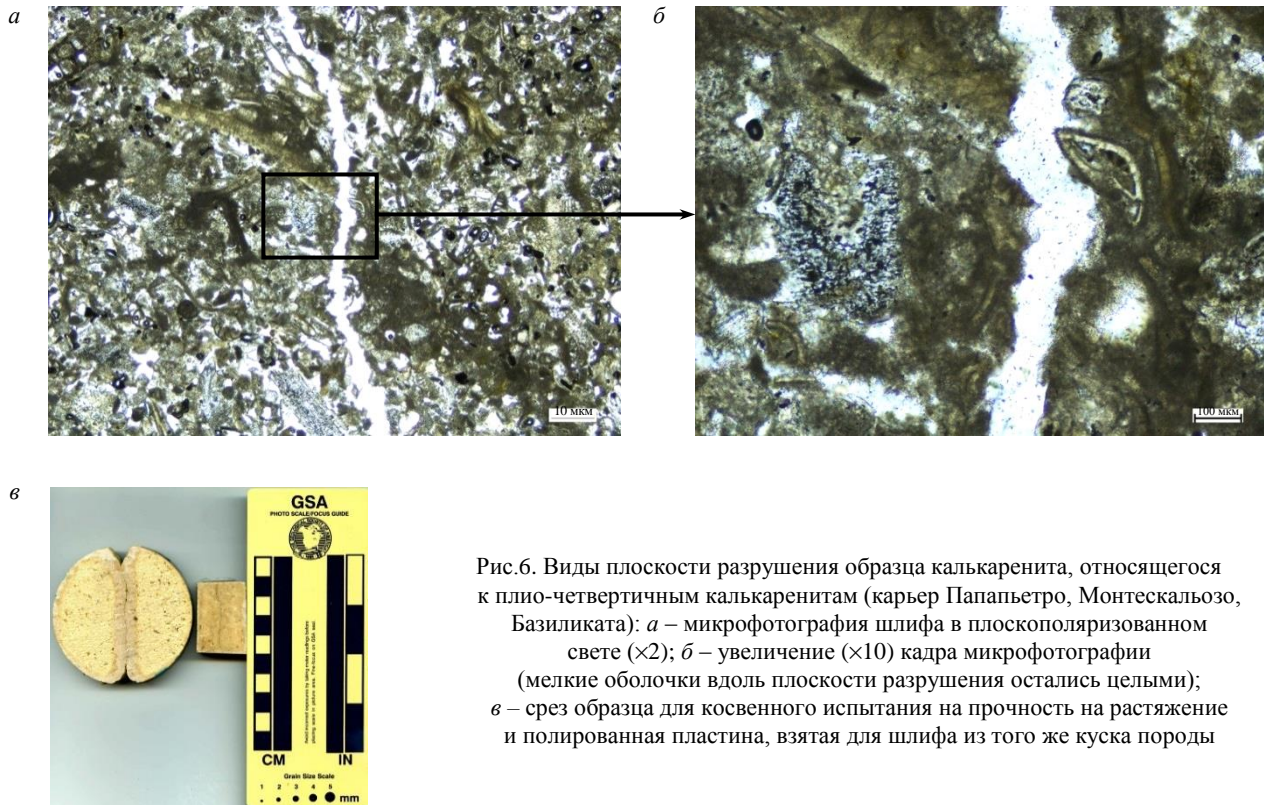 а
б
10 мкм
100 мкм
в
GSA
PHOTO SCALE/FOCUS GUIDE
CM
IN
Grain Size Scale
1 2 3 4 5
mm
Рис.6. Виды плоскости разрушения образца калькаренита, относящегося
к плио-четвертичным калькаренитам (карьер Папапьетро, Монтескальозо,
Базиликата): а – микрофотография шлифа в плоскополяризованном
свете (×2); б – увеличение (×10) кадра микрофотографии
(мелкие оболочки вдоль плоскости разрушения остались целыми);
в – срез образца для косвенного испытания на прочность на растяжение
и полированная пластина, взятая для шлифа из того же куска породы